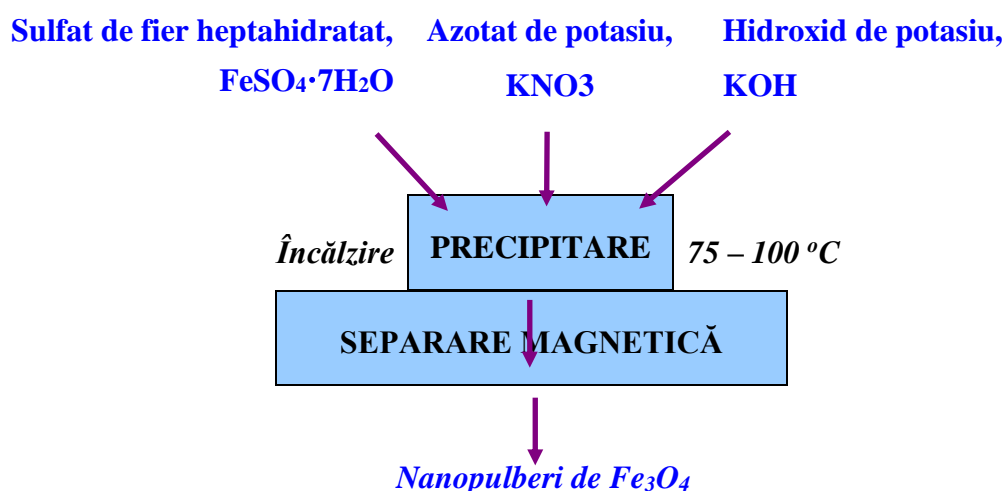 Sulfat de fier heptahidratat, Azotat de potasiu, Hidroxid de potasiu,
FeSO₄·7H₂O KNO3 KOH
Încălzire PRECIPITARE 75 – 100 ºC
SEPARARE MAGNETICĂ
Nanopulberi de Fe₃O₄